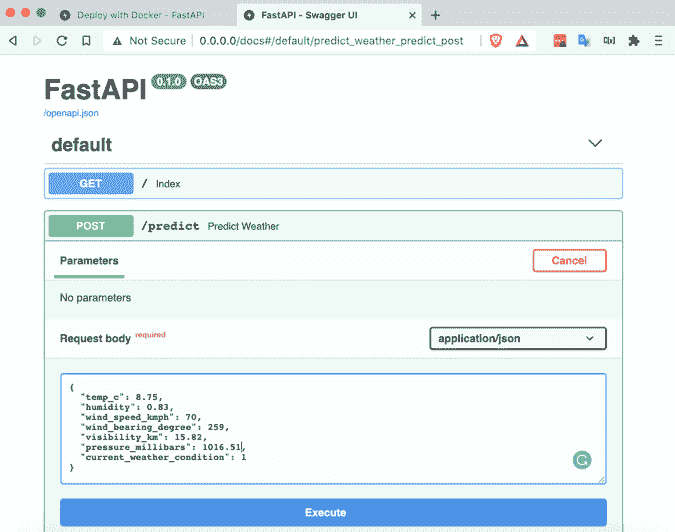 Deploy with Docker - FastAPI
FastAPI - Swagger UI
Not Secure 0.0.0.0/docs#/default/predict_weather_predict_post
FastAPI 0.1.0 OAS3
/openapi.json
default
GET / Index
POST /predict Predict Weather
Parameters
Cancel
No parameters
Request body required
application/json
{
"temp_c": 8.75,
"humidity": 0.83,
"wind_speed_kmph": 70,
"wind_bearing_degree": 259,
"visibility_km": 15.82,
"pressure_millibars": 1016.51,
"current_weather_condition": 1
}
Execute